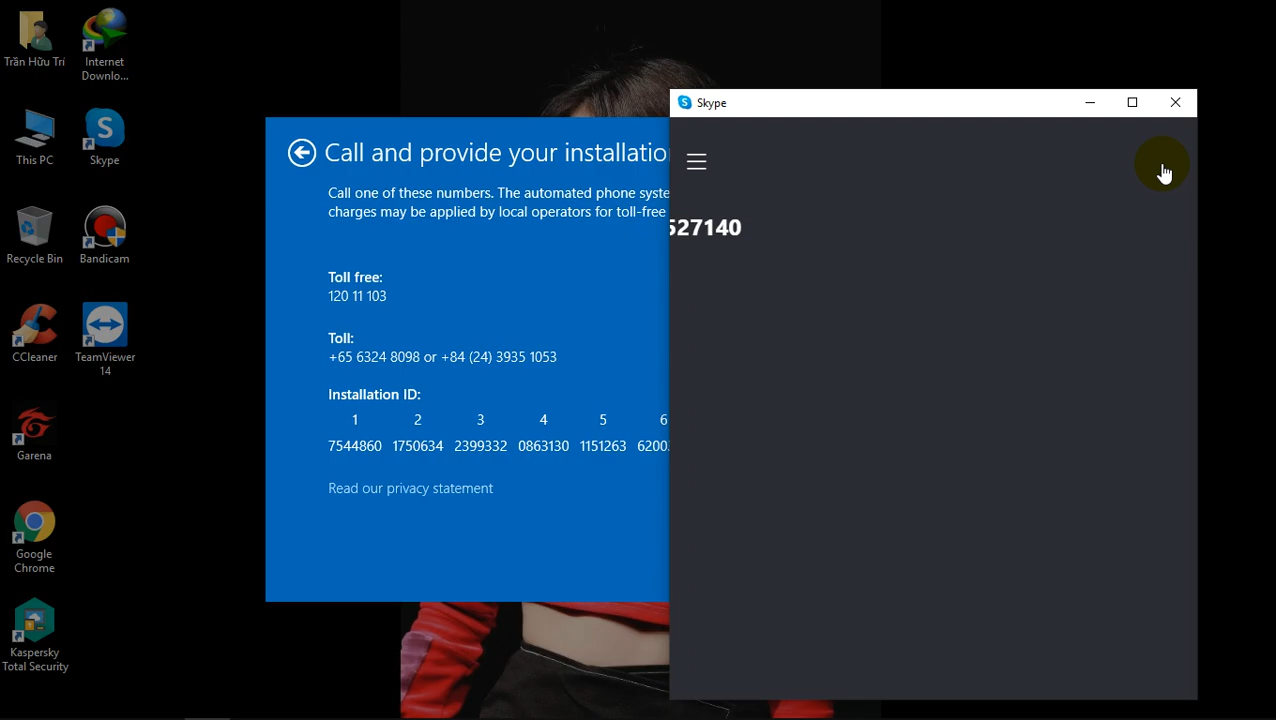 Trần Hữu Trí
Internet
Downlo...
This PC
Skype
Recycle Bin
Bandicam
CCleaner
TeamViewer
14
Garena
Google
Chrome
Kaspersky
Total Security
Call and provide your installatio
Call one of these numbers. The automated phone syste
charges may be applied by local operators for toll-free
Toll free:
120 11 103
Toll:
+65 6324 8098 or +84 (24) 3935 1053
Installation ID:
1 2 3 4 5 6
7544860 1750634 2399332 0863130 1151263 6200
Read our privacy statement
Skype
527140